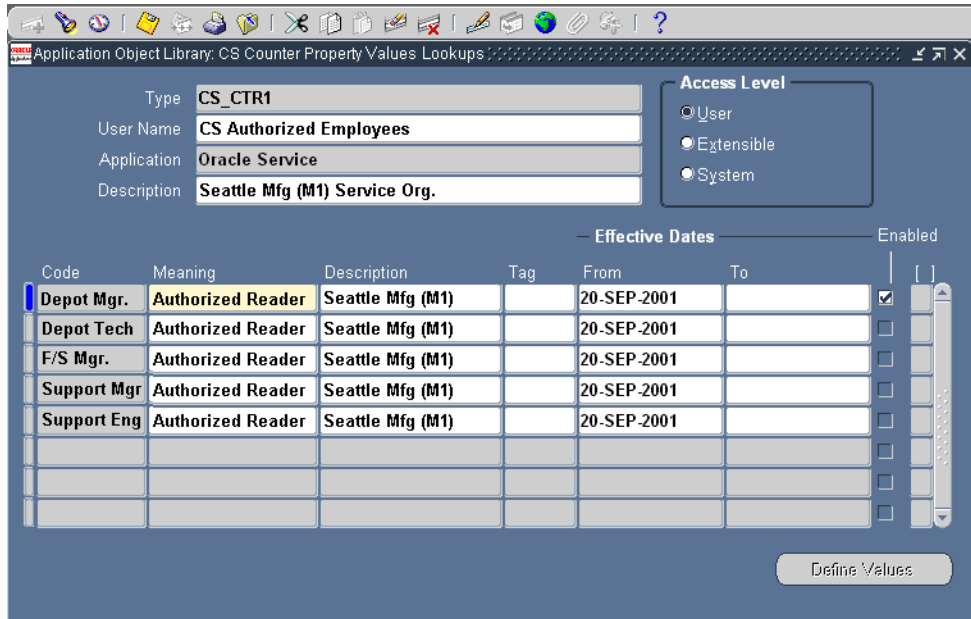 Application Object Library: CS Counter Property Values Lookups
Type CS_CTR1
User Name CS Authorized Employees
Application Oracle Service
Description Seattle Mfg (M1) Service Org.
Access Level
User
Extensible
System
Effective Dates Enabled
Code Meaning Description Tag From To [ ]
Depot Mgr. Authorized Reader Seattle Mfg (M1) 20-SEP-2001
Depot Tech Authorized Reader Seattle Mfg (M1) 20-SEP-2001
F/S Mgr. Authorized Reader Seattle Mfg (M1) 20-SEP-2001
Support Mgr Authorized Reader Seattle Mfg (M1) 20-SEP-2001
Support Eng Authorized Reader Seattle Mfg (M1) 20-SEP-2001
Define Values